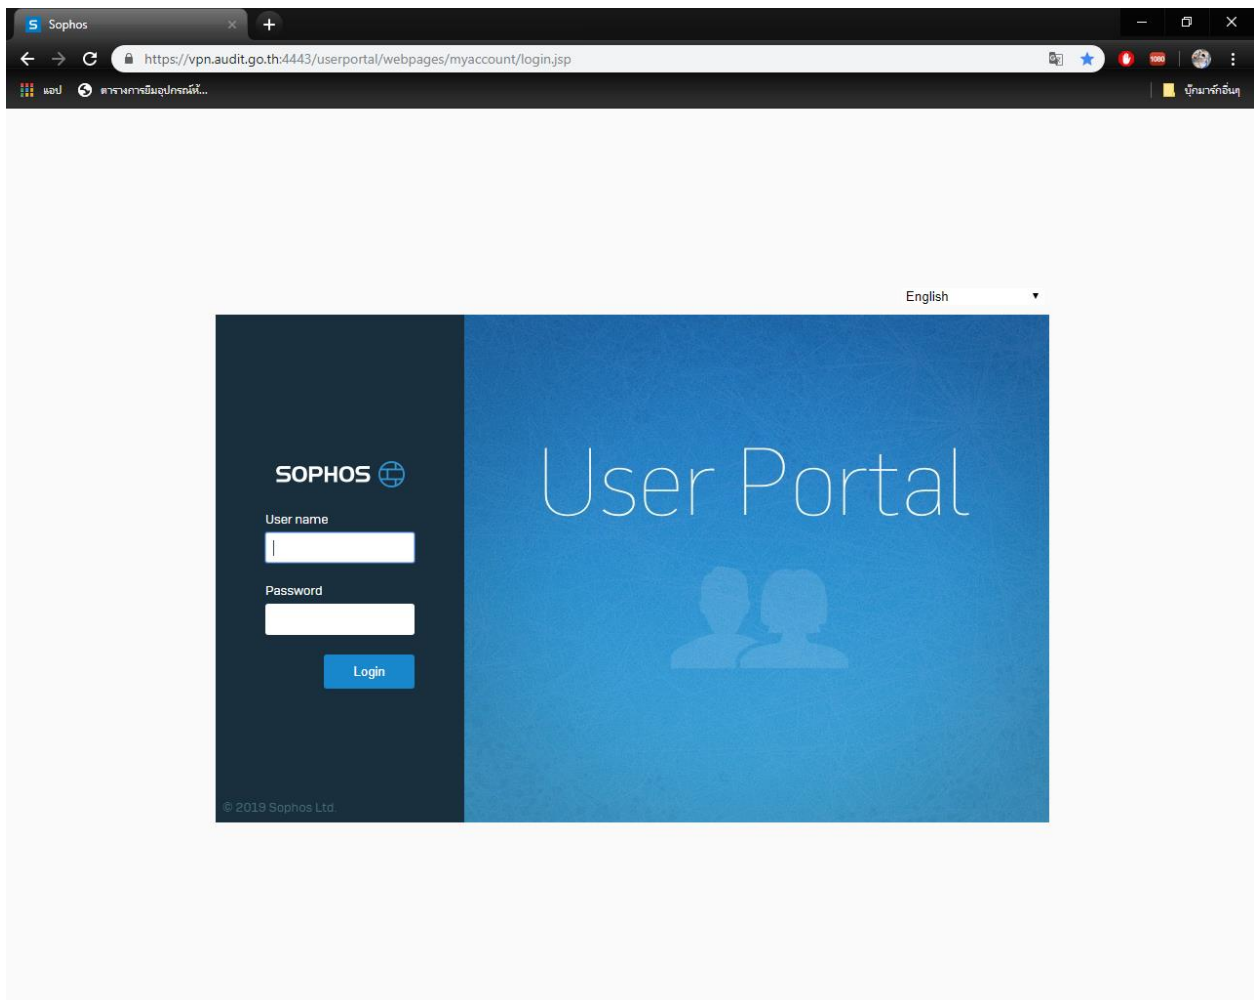 Sophos
https://vpn.audit.go.th:4443/userportal/webpages/myaccount/login.jsp
1080
แอป
ตารางการยืมอุปกรณ์ห้...
บุ๊กมาร์กอื่นๆ
English
SOPHOS
User Portal
User name
Password
Login
© 2019 Sophos Ltd